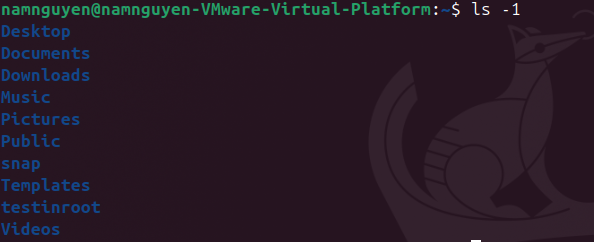 namnguyen@namnguyen-VMware-Virtual-Platform:~$ ls -1
Desktop
Documents
Downloads
Music
Pictures
Public
snap
Templates
testinroot
Videos